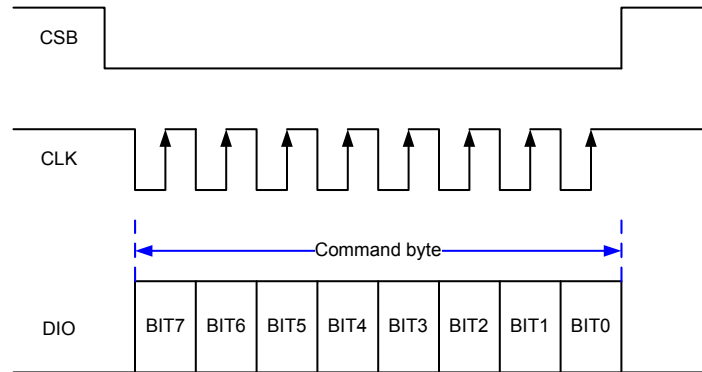 CSB
CLK
Command byte
DIO BIT7 BIT6 BIT5 BIT4 BIT3 BIT2 BIT1 BIT0